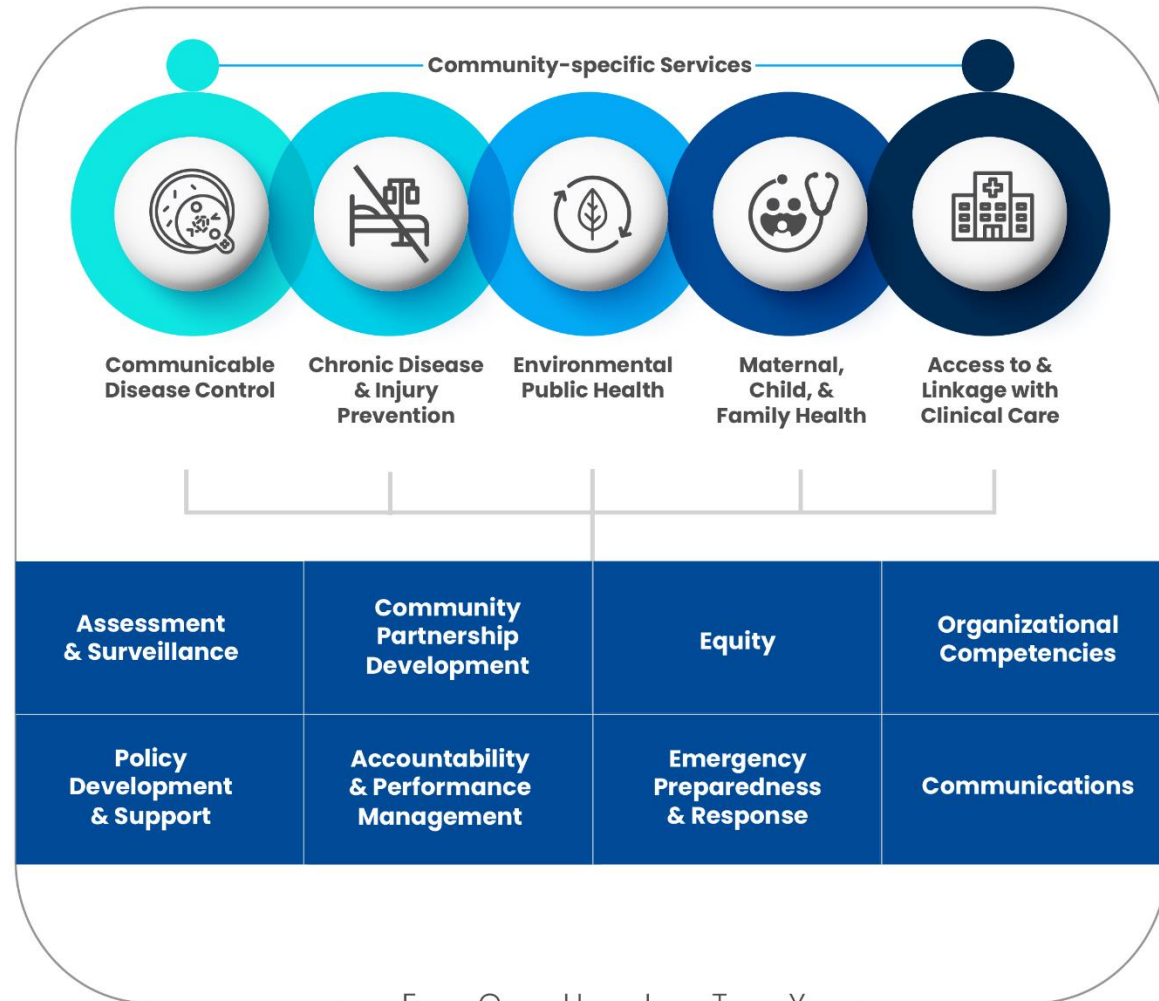 Community-specific Services
Communicable
Disease Control
Chronic Disease
& Injury
Prevention
Environmental
Public Health
Maternal,
Child, &
Family Health
Access to &
Linkage with
Clinical Care
Assessment
& Surveillance
Community
Partnership
Development
Equity
Organizational
Competencies
Policy
Development
& Support
Accountability
& Performance
Management
Emergency
Preparedness
& Response
Communications
E Q U I T Y